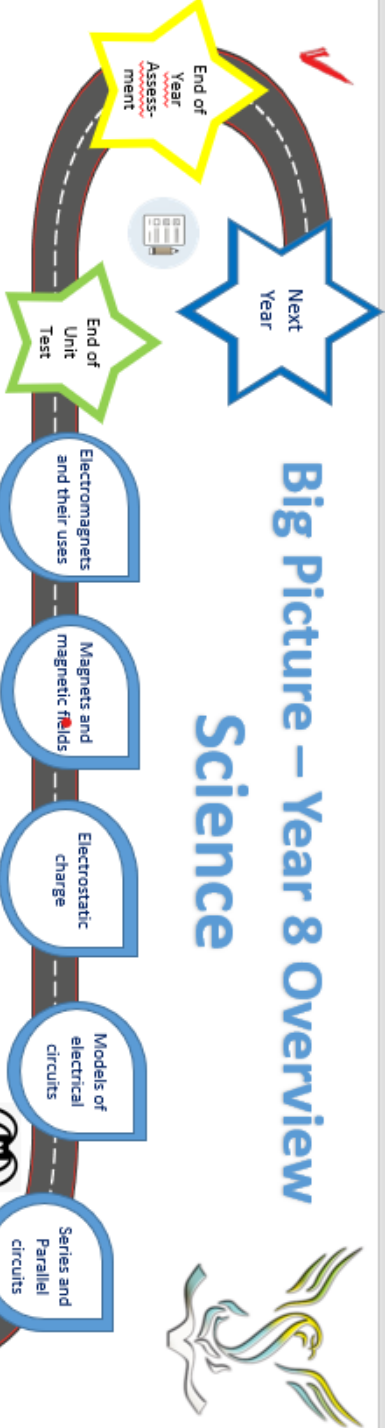 Big Picture – Year 8 Overview
Science
Next
Year
End of
Year
Assess-
ment
End of
Unit
Test
Electromagnets
and their uses
Magnets and
magnetic fields
Electrostatic
charge
Models of
electrical
circuits
Series and
Parallel
circuits